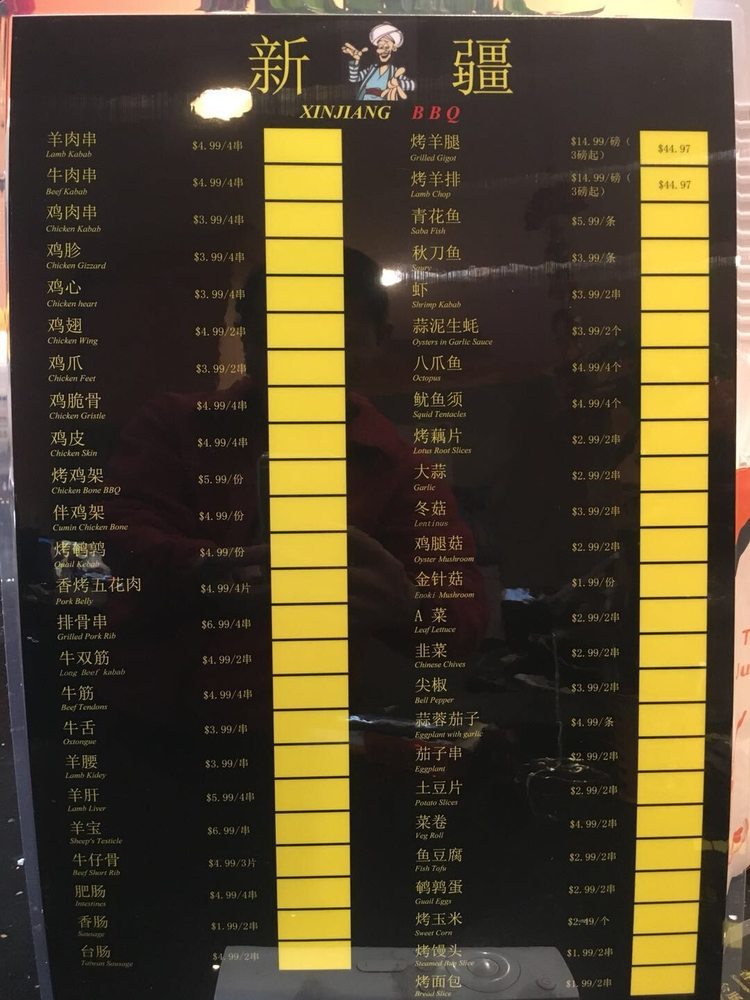 新 疆
XINJIANG BBQ
羊肉串 $4.99/4串
Lamb Kabab
牛肉串 $4.99/4串
Beef Kabab
鸡肉串 $3.99/4串
Chicken Kabab
鸡胗 $3.99/4串
Chicken Gizzard
鸡心 $3.99/4串
Chicken heart
鸡翅 $4.99/2串
Chicken Wing
鸡爪 $3.99/2串
Chicken Feet
鸡脆骨 $4.99/4串
Chicken Gristle
鸡皮 $4.99/4串
Chicken Skin
烤鸡架 $5.99/份
Chicken Bone BBQ
伴鸡架 $4.99/份
Cumin Chicken Bone
烤鹌鹑 $4.99/份
Quail Kebab
香烤五花肉 $4.99/4片
Pork Belly
排骨串 $6.99/4串
Grilled Pork Rib
牛双筋 $4.99/2串
Long Beef kabab
牛筋 $4.99/4串
Beef Tendons
牛舌 $3.99/串
Oxtongue
羊腰 $3.99/串
Lamb Kidey
羊肝 $5.99/4串
Lamb Liver
羊宝 $6.99/串
Sheep's Testicle
牛仔骨 $4.99/3片
Beef Short Rib
肥肠 $4.99/4串
Intestines
香肠 $1.99/2串
Sausage
台肠 $4.99/2串
Taiwan Sausage
烤羊腿 $14.99/磅（ $44.97
Grilled Gigot 3磅起）
烤羊排 $14.99/磅（ $44.97
Lamb Chop 3磅起）
青花鱼 $5.99/条
Saba Fish
秋刀鱼 $3.99/条
Saury
虾 $3.99/2串
Shrimp Kabab
蒜泥生蚝 $3.99/2个
Oysters in Garlic Sauce
八爪鱼 $4.99/4个
Octopus
鱿鱼须 $4.99/4个
Squid Tentacles
烤藕片 $2.99/2串
Lotus Root Slices
大蒜 $2.99/2串
Garlic
冬菇 $3.99/2串
Lentinus
鸡腿菇 $2.99/2串
Oyster Mushroom
金针菇 $1.99/份
Enoki Mushroom
A 菜 $2.99/2串
Leaf Lettuce
韭菜 $2.99/2串
Chinese Chives
尖椒 $3.99/2串
Bell Pepper
蒜蓉茄子 $4.99/条
Eggplant with garlic
茄子串 $2.99/2串
Eggplant
土豆片 $2.99/2串
Potato Slices
菜卷 $4.99/2串
Veg Roll
鱼豆腐 $2.99/2串
Fish Tofu
鹌鹑蛋 $2.99/2串
Guail Eggs
烤玉米 $2.49/个
Sweet Corn
烤馒头 $1.99/2串
Steamed Bun Slice
烤面包 $1.99/2串
Bread Slice